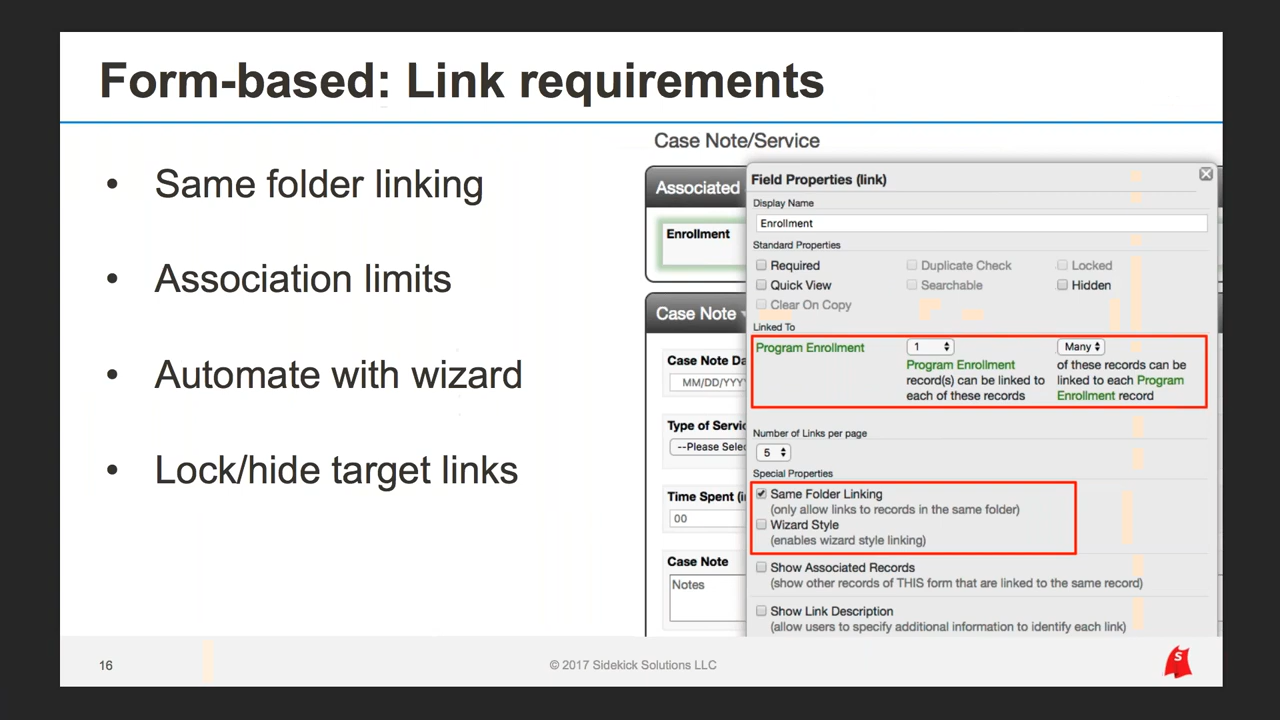 Form-based: Link requirements
• Same folder linking
• Association limits
• Automate with wizard
• Lock/hide target links
Case Note/Service
Associated
Enrollment
Case Note
Case Note Da
MM/DD/YYY
Type of Servic
--Please Selec
Time Spent (in
00
Case Note
Notes
Field Properties (link)
Display Name
Enrollment
Standard Properties
Required Duplicate Check Locked
Quick View Searchable Hidden
Clear On Copy
Linked To
Program Enrollment 1 Many
Program Enrollment of these records can be
record(s) can be linked to linked to each Program
each of these records Enrollment record
Number of Links per page
5
Special Properties
Same Folder Linking
(only allow links to records in the same folder)
Wizard Style
(enables wizard style linking)
Show Associated Records
(show other records of THIS form that are linked to the same record)
Show Link Description
(allow users to specify additional information to identify each link)
16
© 2017 Sidekick Solutions LLC
S